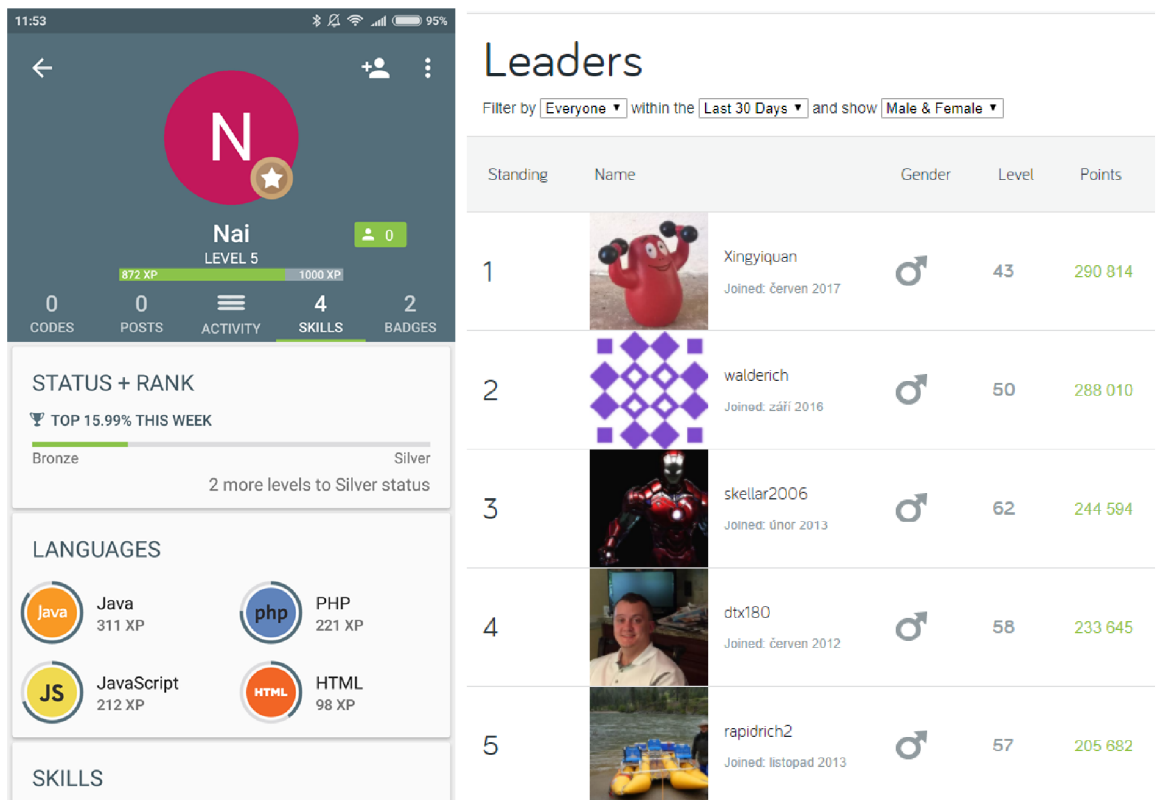 11:53
95%
N
Nai
0
LEVEL 5
872 XP 1000 XP
0 0 4 2
CODES POSTS ACTIVITY SKILLS BADGES
STATUS + RANK
TOP 15.99% THIS WEEK
Bronze Silver
2 more levels to Silver status
LANGUAGES
Java Java
311 XP
php PHP
221 XP
JS JavaScript
212 XP
HTML HTML
98 XP
SKILLS
Leaders
Filter by Everyone within the Last 30 Days and show Male & Female
Standing Name Gender Level Points
1 Xingyiquan 43 290 814
Joined: červen 2017
2 walderich 50 288 010
Joined: září 2016
3 skellar2006 62 244 594
Joined: únor 2013
4 dtx180 58 233 645
Joined: červen 2012
5 rapidrich2 57 205 682
Joined: listopad 2013